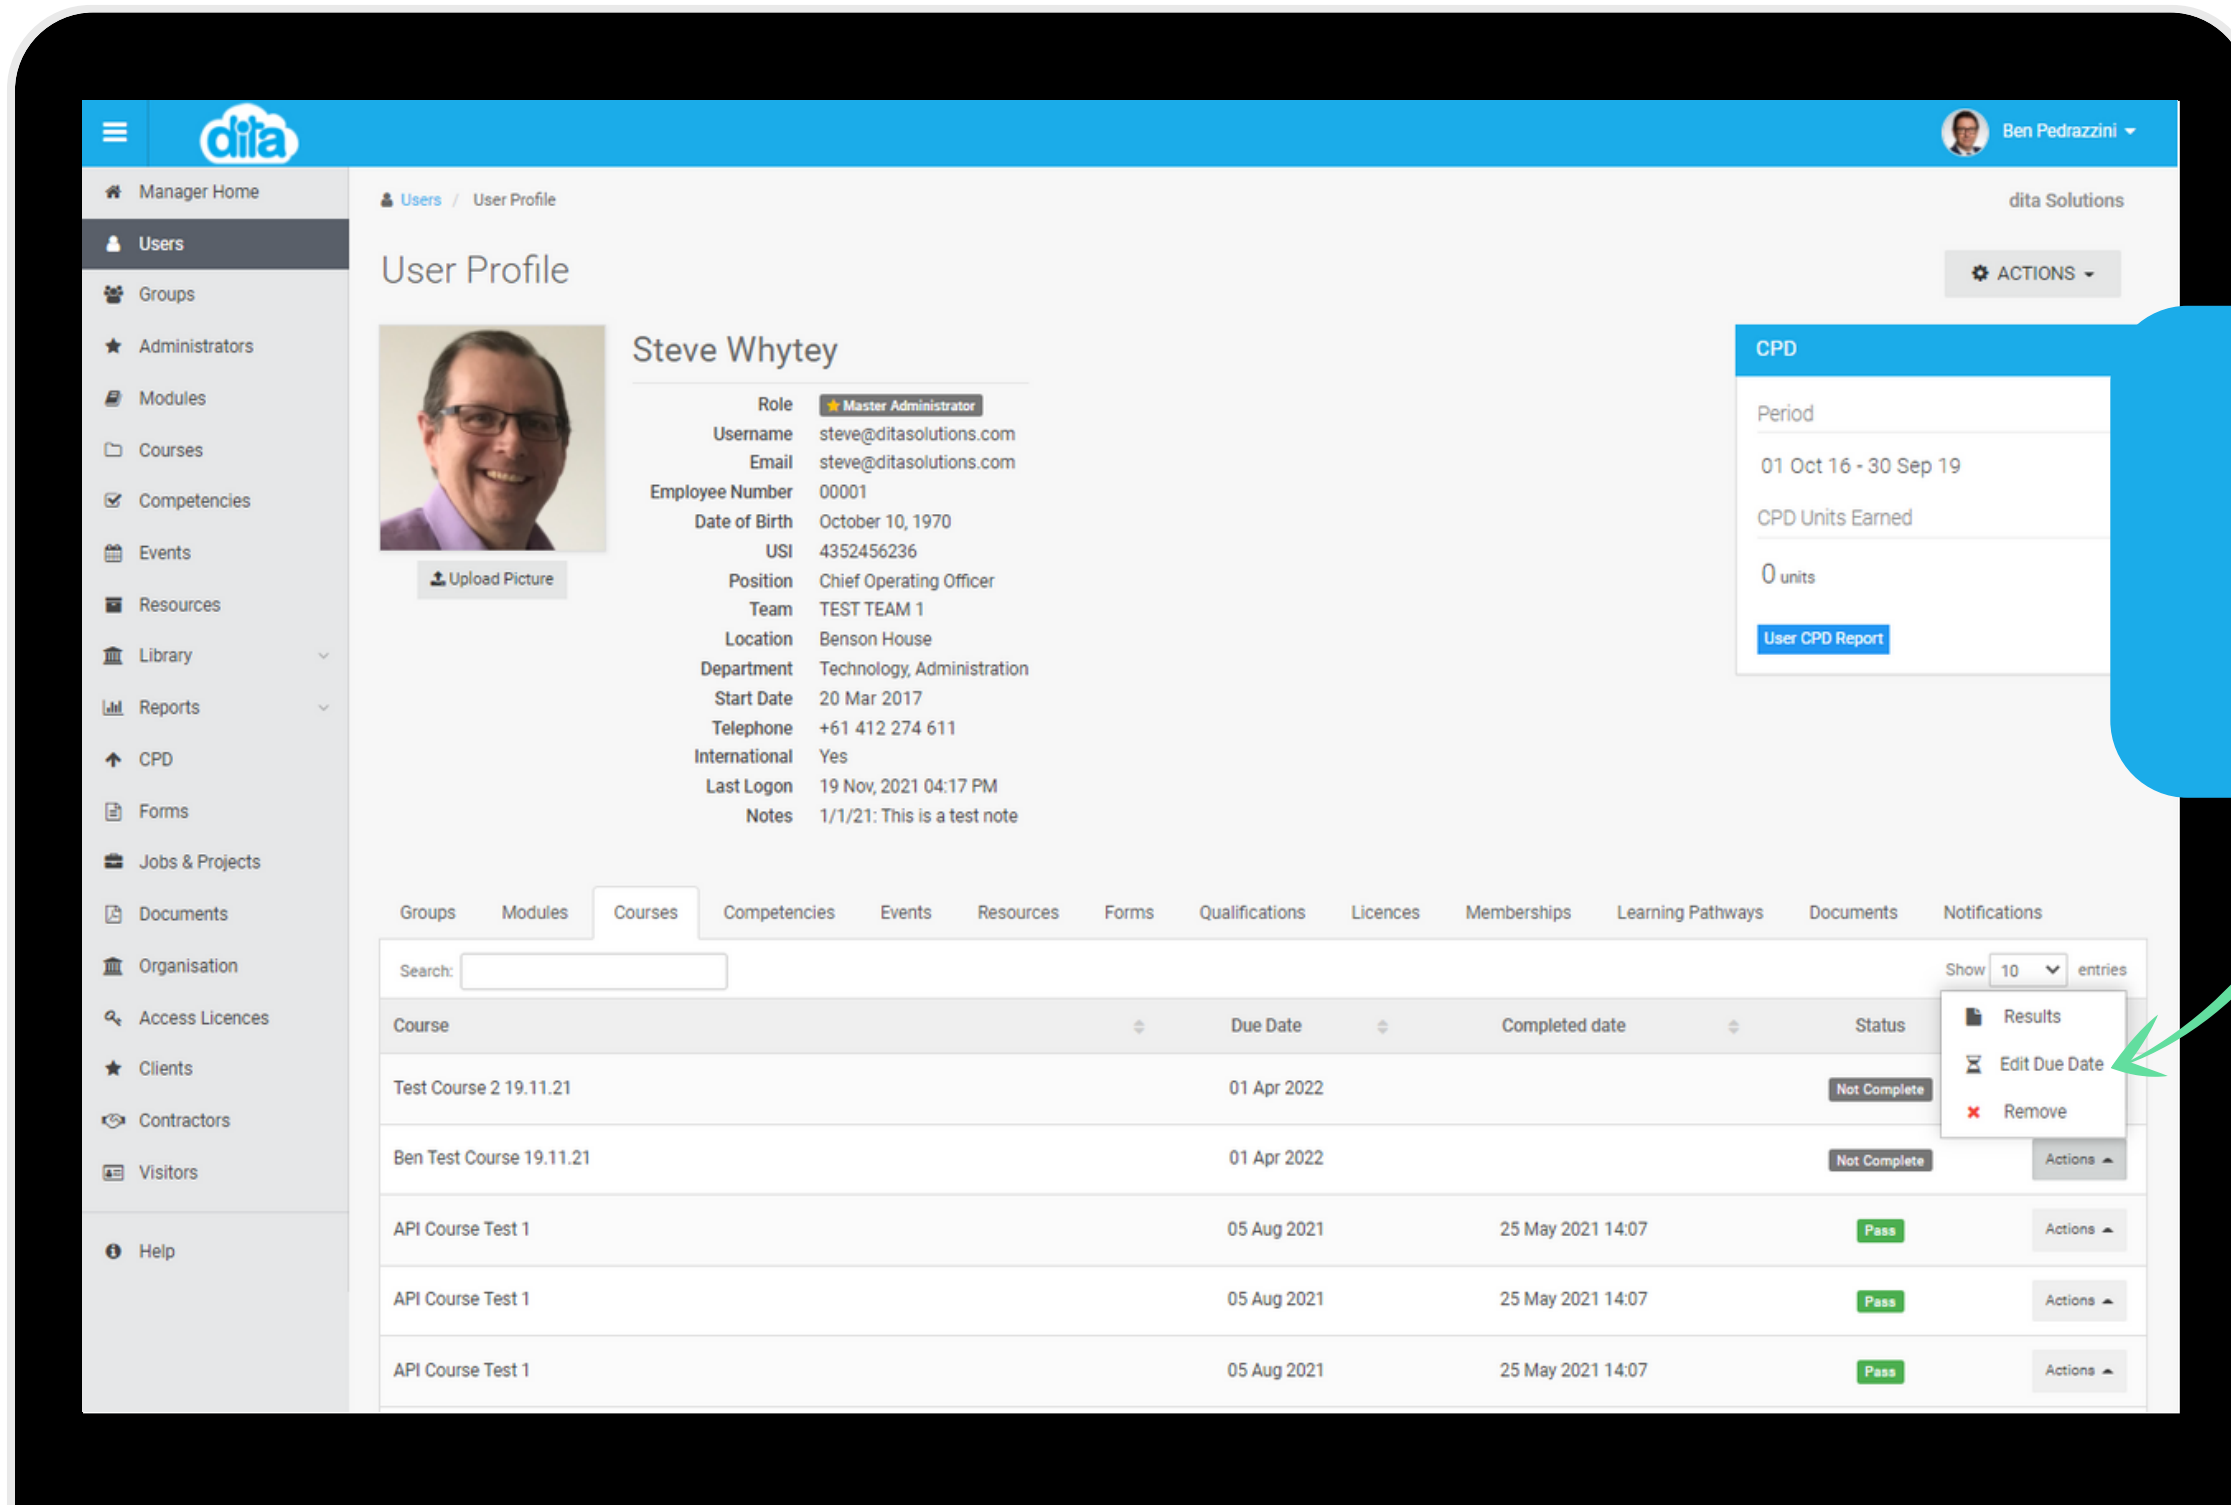 dita
Ben Pedrazzini
Manager Home
Users
Groups
Administrators
Modules
Courses
Competencies
Events
Resources
Library
Reports
CPD
Forms
Jobs & Projects
Documents
Organisation
Access Licences
Clients
Contractors
Visitors
Help
Users / User Profile
dita Solutions
User Profile
ACTIONS
Upload Picture
Steve Whytey
Role Master Administrator
Username steve@ditasolutions.com
Email steve@ditasolutions.com
Employee Number 00001
Date of Birth October 10, 1970
USI 4352456236
Position Chief Operating Officer
Team TEST TEAM 1
Location Benson House
Department Technology, Administration
Start Date 20 Mar 2017
Telephone +61 412 274 611
International Yes
Last Logon 19 Nov, 2021 04:17 PM
Notes 1/1/21: This is a test note
CPD
Period
01 Oct 16 - 30 Sep 19
CPD Units Earned
0 units
User CPD Report
Groups Modules Courses Competencies Events Resources Forms Qualifications Licences Memberships Learning Pathways Documents Notifications
Search:
Show 10 entries
Course Due Date Completed date Status
Results
Edit Due Date
Remove
Test Course 2 19.11.21 01 Apr 2022 Not Complete
Ben Test Course 19.11.21 01 Apr 2022 Not Complete Actions
API Course Test 1 05 Aug 2021 25 May 2021 14:07 Pass Actions
API Course Test 1 05 Aug 2021 25 May 2021 14:07 Pass Actions
API Course Test 1 05 Aug 2021 25 May 2021 14:07 Pass Actions